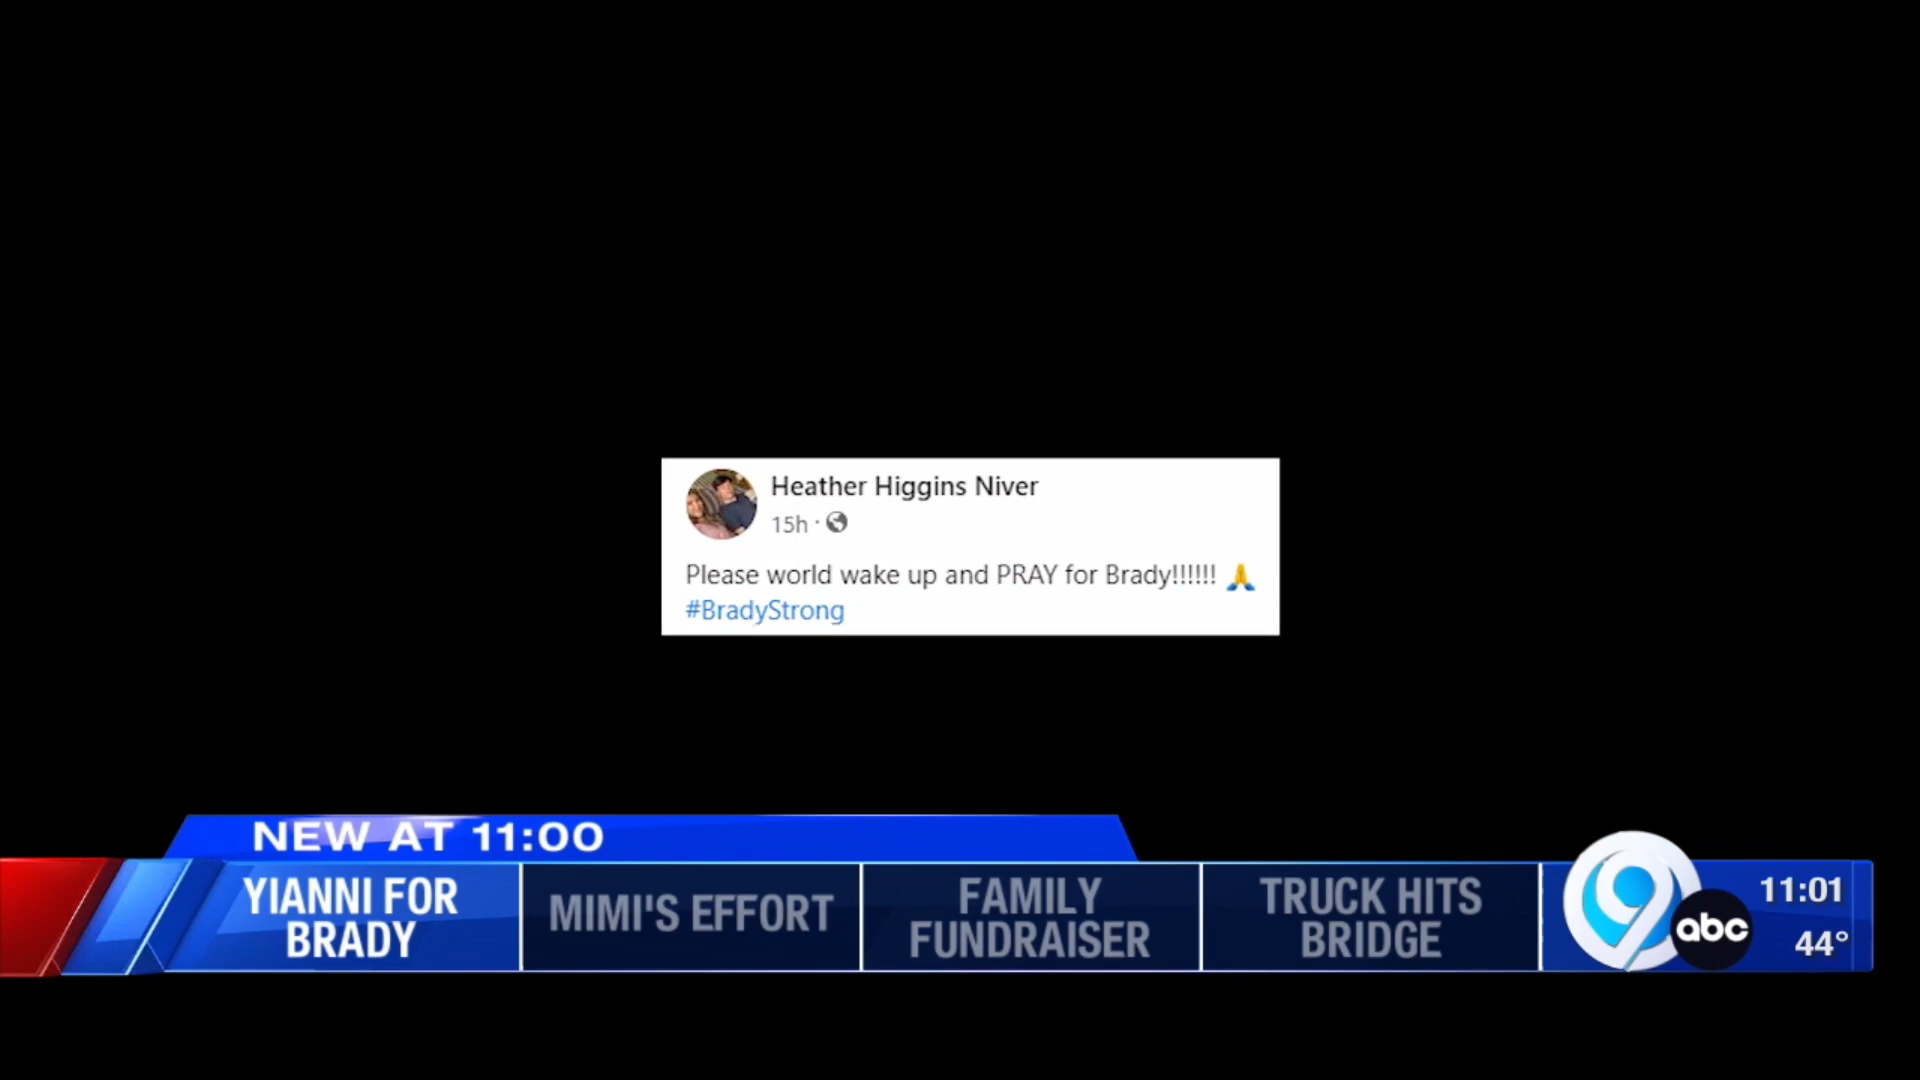 Heather Higgins Niver
15h ·
Please world wake up and PRAY for Brady!!!!!! 🙏
#BradyStrong
NEW AT 11:00
YIANNI FOR
BRADY
MIMI'S EFFORT
FAMILY
FUNDRAISER
TRUCK HITS
BRIDGE
9
abc
11:01
44°